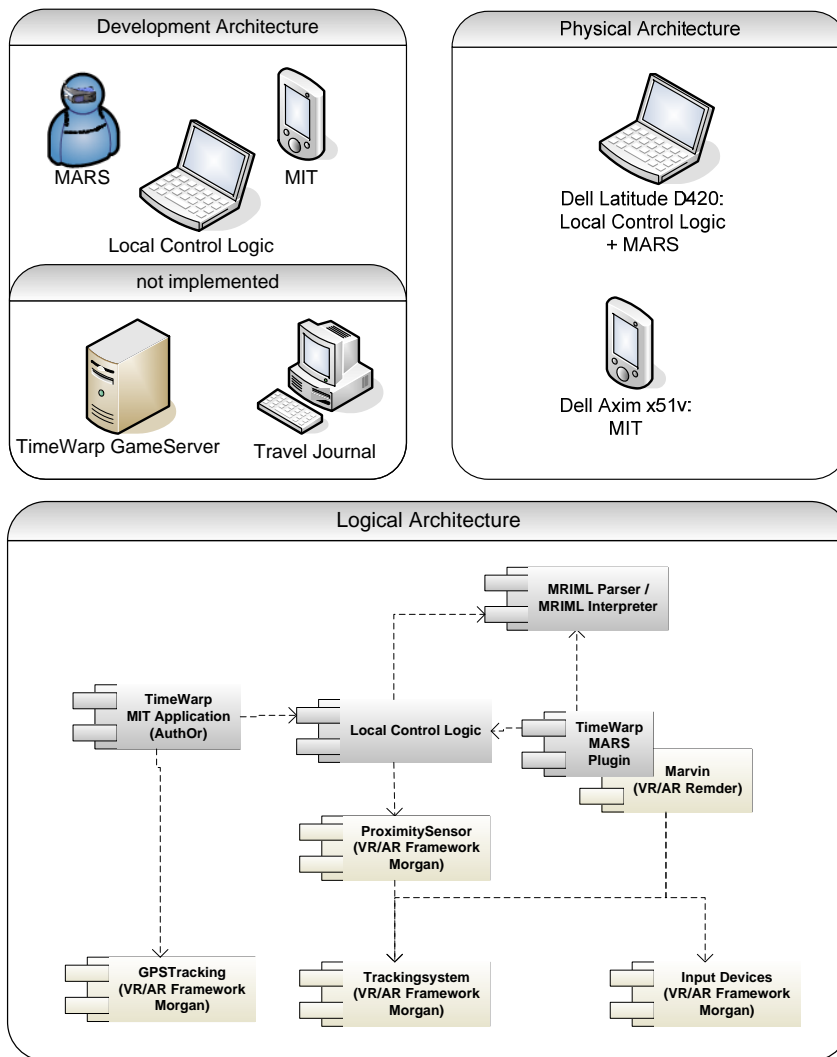 Development Architecture
MARS
MIT
Local Control Logic
not implemented
TimeWarp GameServer
Travel Journal
Physical Architecture
Dell Latitude D420:
Local Control Logic
+ MARS
Dell Axim x51v:
MIT
Logical Architecture
MRIML Parser /
MRIML Interpreter
TimeWarp
MIT Application
(AuthOr)
Local Control Logic
TimeWarp
MARS
Plugin
Marvin
(VR/AR Remder)
ProximitySensor
(VR/AR Framework
Morgan)
GPSTracking
(VR/AR Framework
Morgan)
Trackingsystem
(VR/AR Framework
Morgan)
Input Devices
(VR/AR Framework
Morgan)